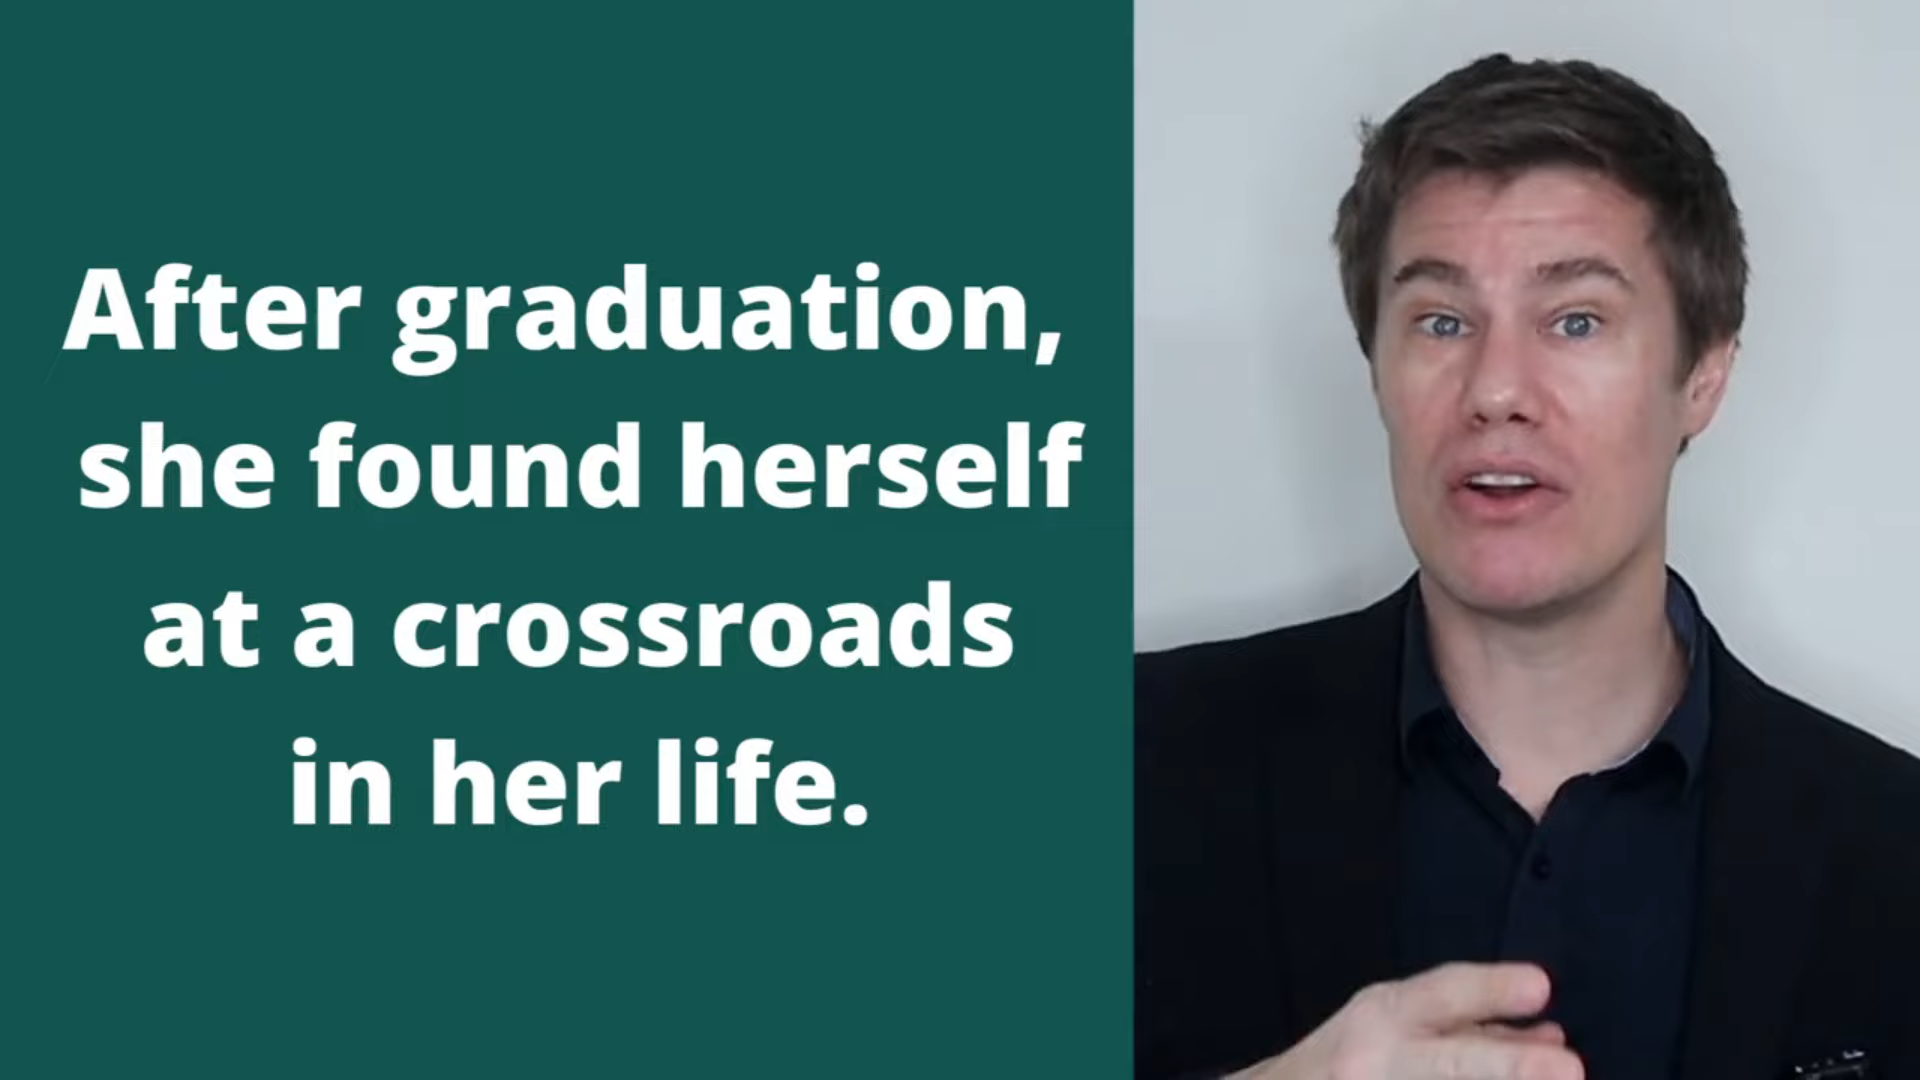 After graduation,
she found herself
at a crossroads
in her life.